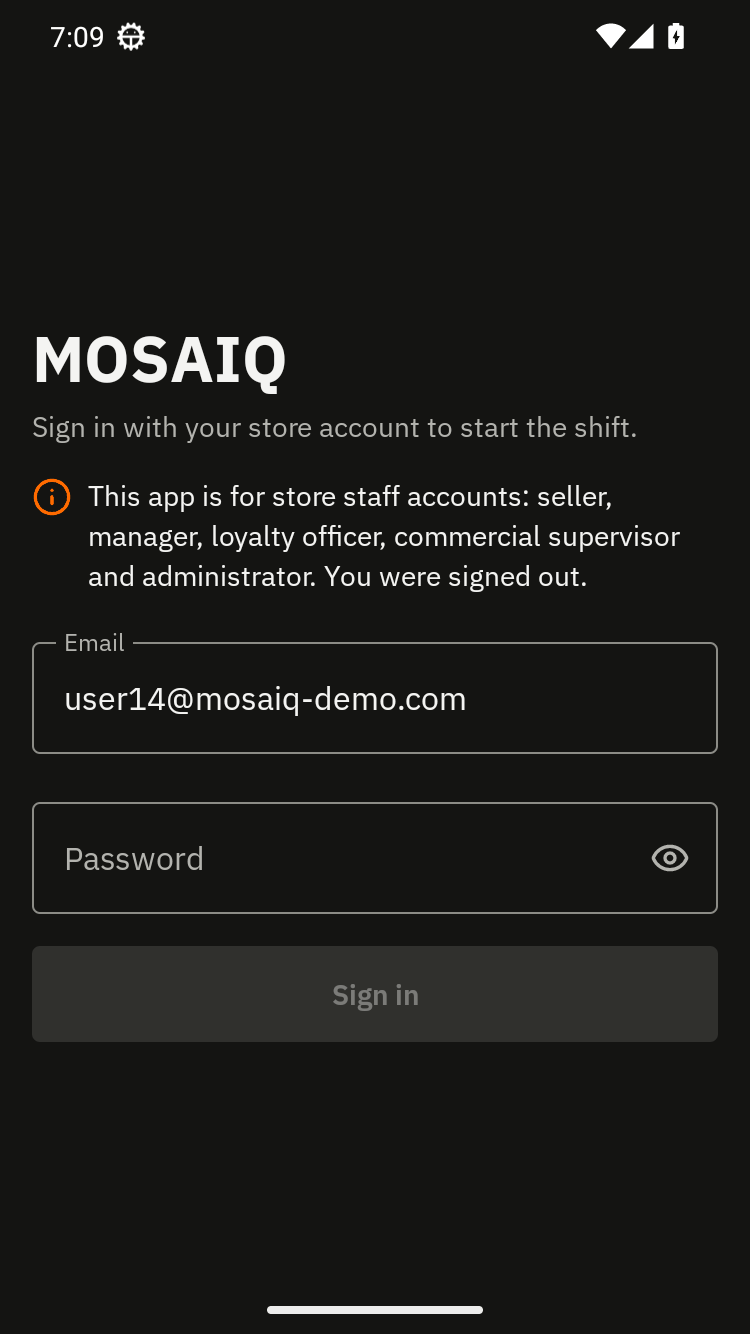 7:09
MOSAIQ
Sign in with your store account to start the shift.
This app is for store staff accounts: seller,
manager, loyalty officer, commercial supervisor
and administrator. You were signed out.
Email
user14@mosaiq-demo.com
Password
Sign in